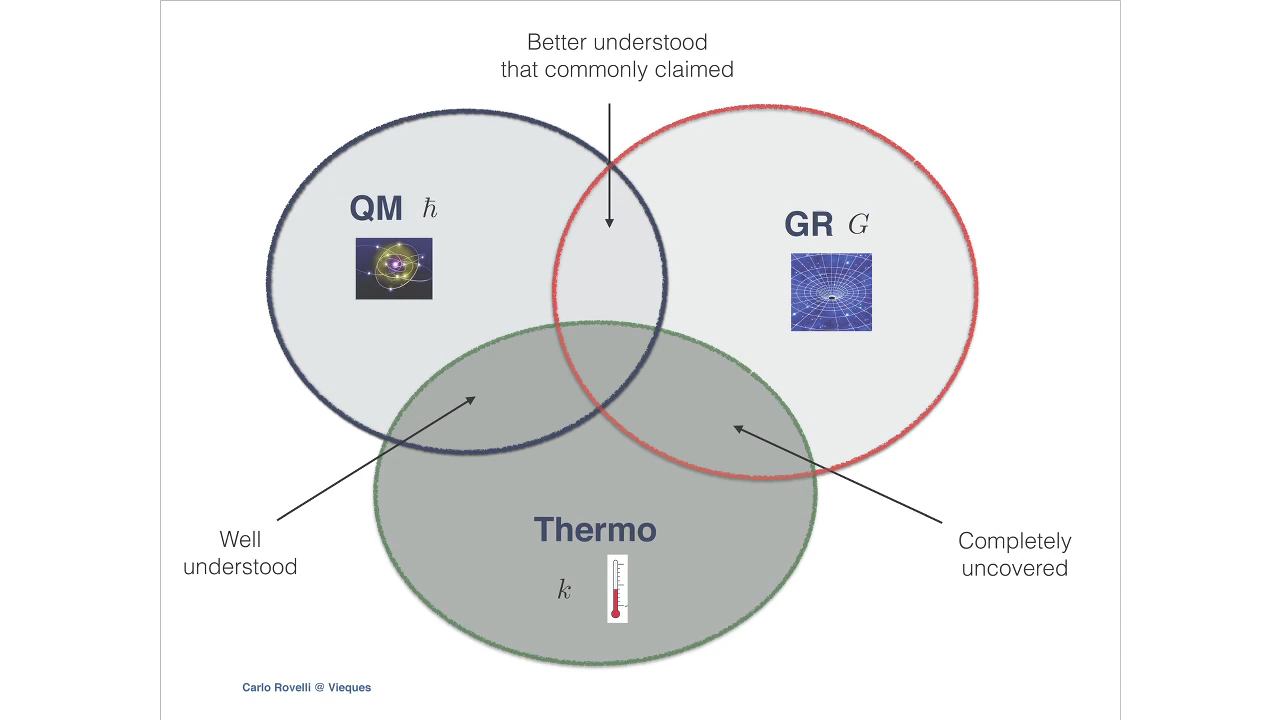 Better understood
that commonly claimed
QM ħ
GR G
Thermo
k
Well
understood
Completely
uncovered
Carlo Rovelli @ Vieques